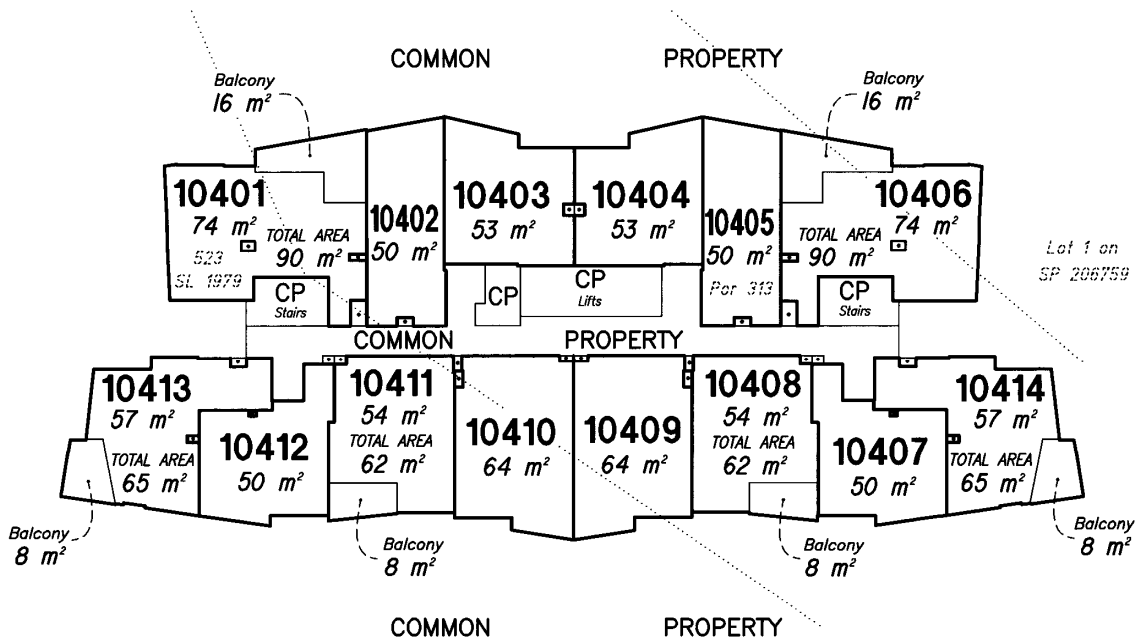 COMMON PROPERTY
Balcony
16 m²
Balcony
16 m²
10401
74 m²
TOTAL AREA
90 m²
523
SL 1979
10402
50 m²
10403
53 m²
10404
53 m²
10405
50 m²
Por 313
10406
74 m²
TOTAL AREA
90 m²
Lot 1 on
SP 206759
CP
Stairs
CP
CP
Lifts
CP
Stairs
COMMON PROPERTY
10413
57 m²
TOTAL AREA
65 m²
10412
50 m²
10411
54 m²
TOTAL AREA
62 m²
10410
64 m²
10409
64 m²
10408
54 m²
TOTAL AREA
62 m²
10407
50 m²
10414
57 m²
TOTAL AREA
65 m²
Balcony
8 m²
Balcony
8 m²
Balcony
8 m²
Balcony
8 m²
COMMON PROPERTY